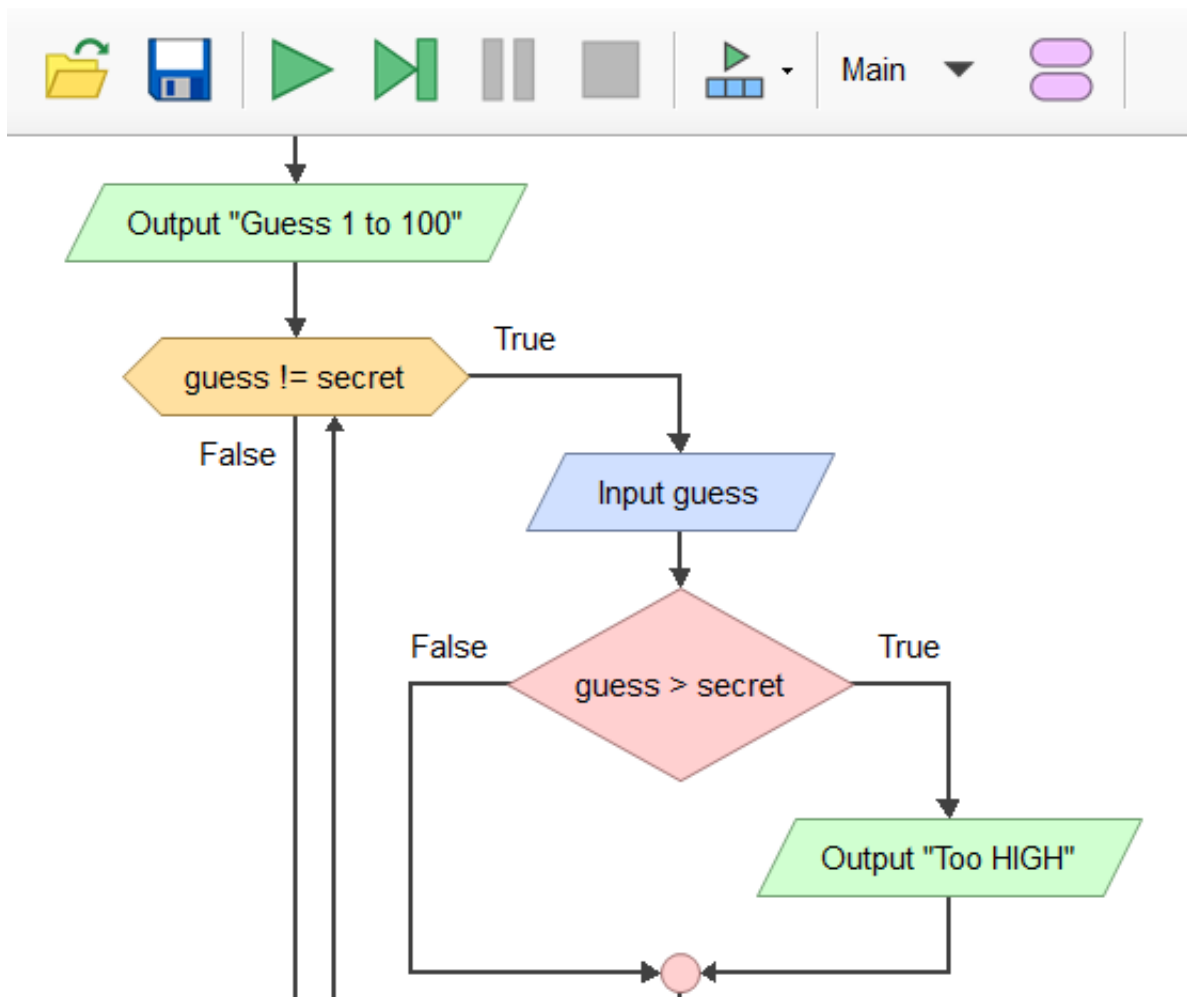 Main
Output "Guess 1 to 100"
True
guess != secret
False
Input guess
False
True
guess > secret
Output "Too HIGH"